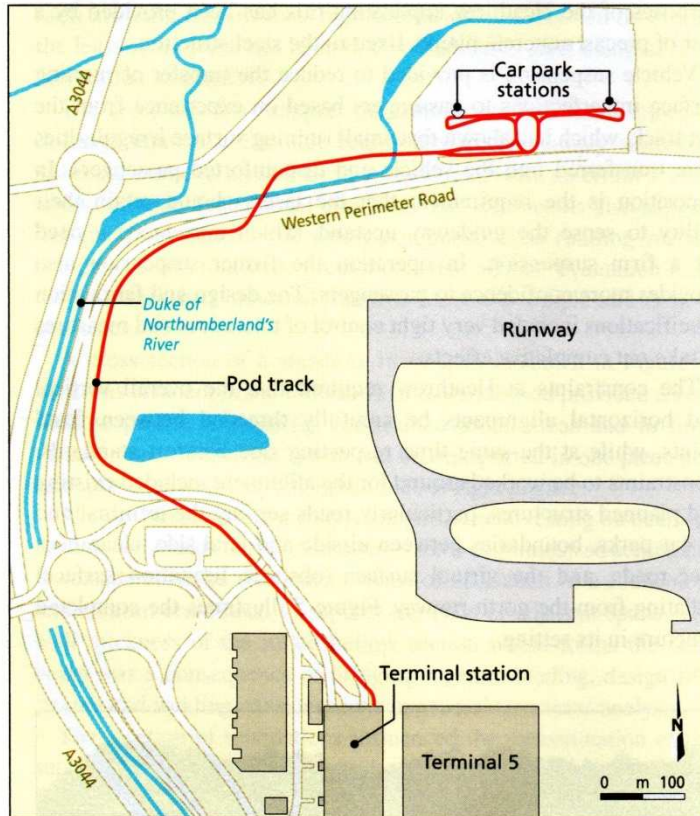 A3044
Car park
stations
Western Perimeter Road
Duke of
Northumberland's
River
Runway
Pod track
Terminal station
Terminal 5
A3044
N
0 m 100